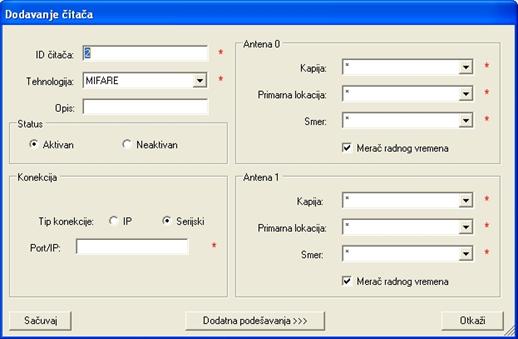 Dodavanje čitača
ID čitača: 2 *
Tehnologija: MIFARE *
Opis:
Status
Aktivan Neaktivan
Konekcija
Tip konekcije: IP Serijski
Port/IP: *
Antena 0
Kapija: * *
Primarna lokacija: * *
Smer: * *
Merač radnog vremena
Antena 1
Kapija: * *
Primarna lokacija: * *
Smer: * *
Merač radnog vremena
Sačuvaj Dodatna podešavanja >>> Otkaži